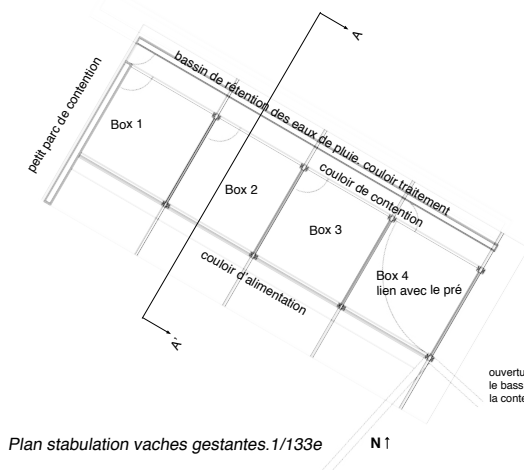 A
bassin de rétention des eaux de pluie, couloir traitement
petit parc de contention
Box 1
couloir de contention
Box 2
Box 3
couloir d'alimentation
Box 4
lien avec le pré
A'
le bass
la conte
Plan stabulation vaches gestantes.1/133e
N ↑